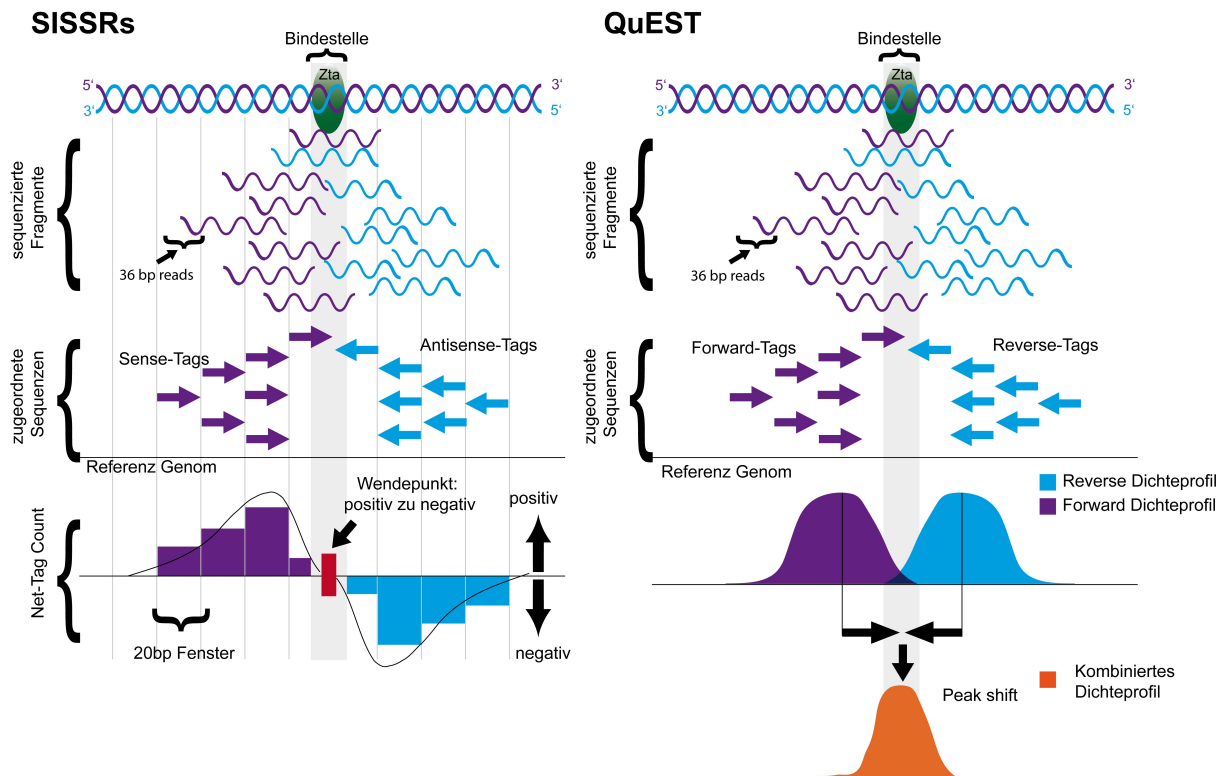 SISSRs
Bindestelle
Zta
5‘
3‘
3‘
5‘
sequenzierte
Fragmente
36 bp reads
zugeordnete
Sequenzen
Sense-Tags
Antisense-Tags
Referenz Genom
Net-Tag Count
Wendepunkt:
positiv zu negativ
positiv
20bp Fenster
negativ
QuEST
Bindestelle
Zta
5‘
3‘
3‘
5‘
sequenzierte
Fragmente
36 bp reads
zugeordnete
Sequenzen
Forward-Tags
Reverse-Tags
Referenz Genom
Reverse Dichteprofil
Forward Dichteprofil
Peak shift
Kombiniertes
Dichteprofil